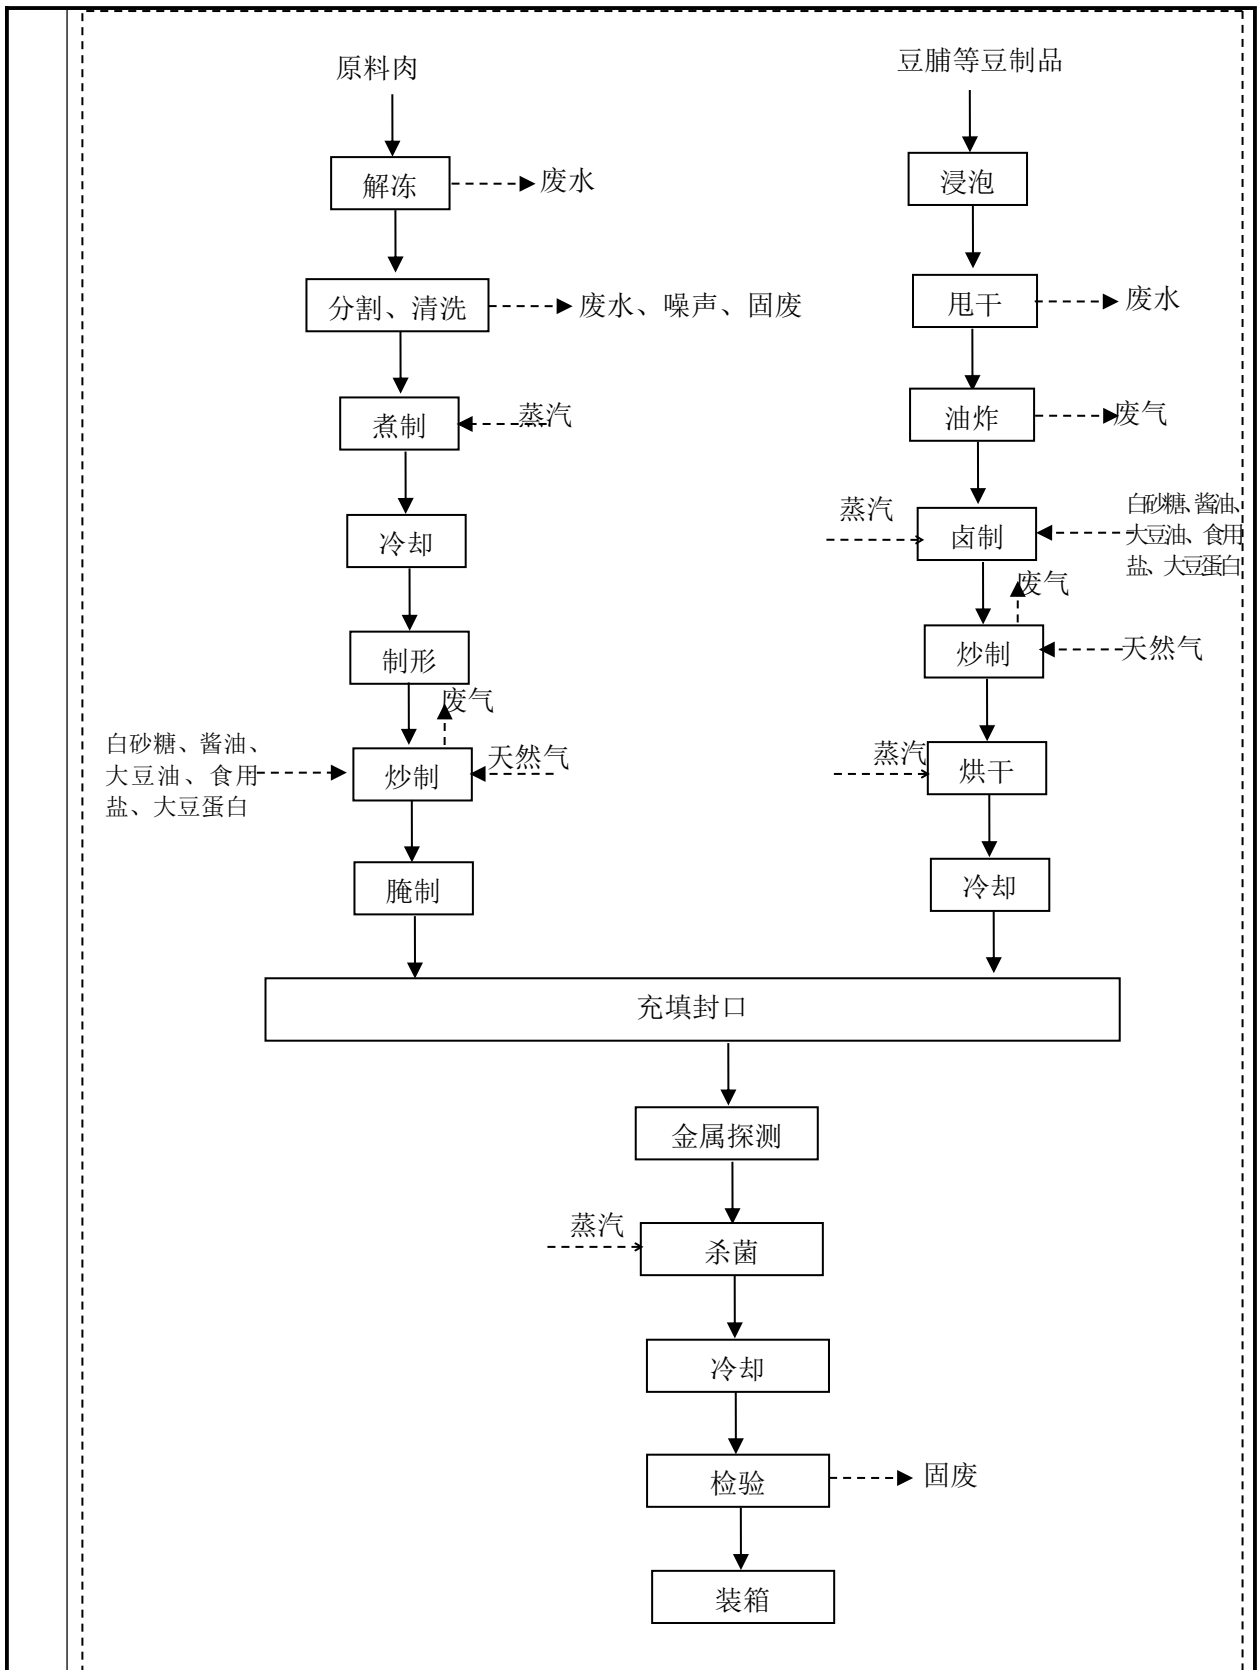 原料肉
解冻
废水
分割、清洗
废水、噪声、固废
煮制
蒸汽
冷却
制形
废气
白砂糖、酱油、
大豆油、食用
盐、大豆蛋白
炒制
天然气
腌制
豆脯等豆制品
浸泡
甩干
废水
油炸
废气
蒸汽
卤制
白砂糖、酱油、
大豆油、食用
盐、大豆蛋白
废气
炒制
天然气
蒸汽
烘干
冷却
充填封口
金属探测
蒸汽
杀菌
冷却
检验
固废
装箱